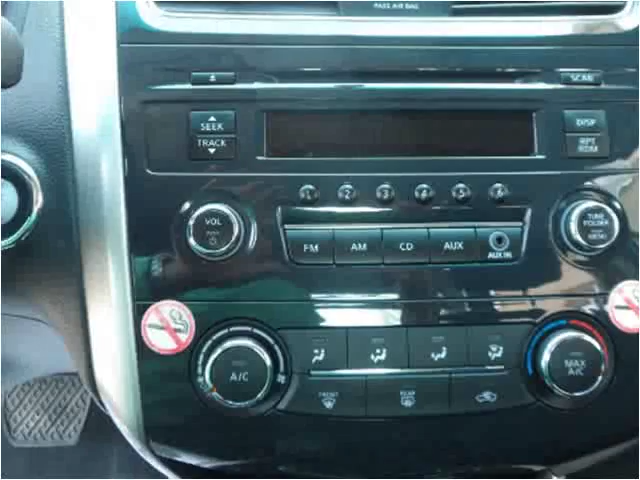 PASS AIR BAG
SCAN
SEEK
TRACK
DISP
RPT
RDM
1 2 3 4 5 6
VOL
TUNE
FOLDER
MENU
FM AM CD AUX
AUX IN
A/C
MAX
A/C
FRONT REAR